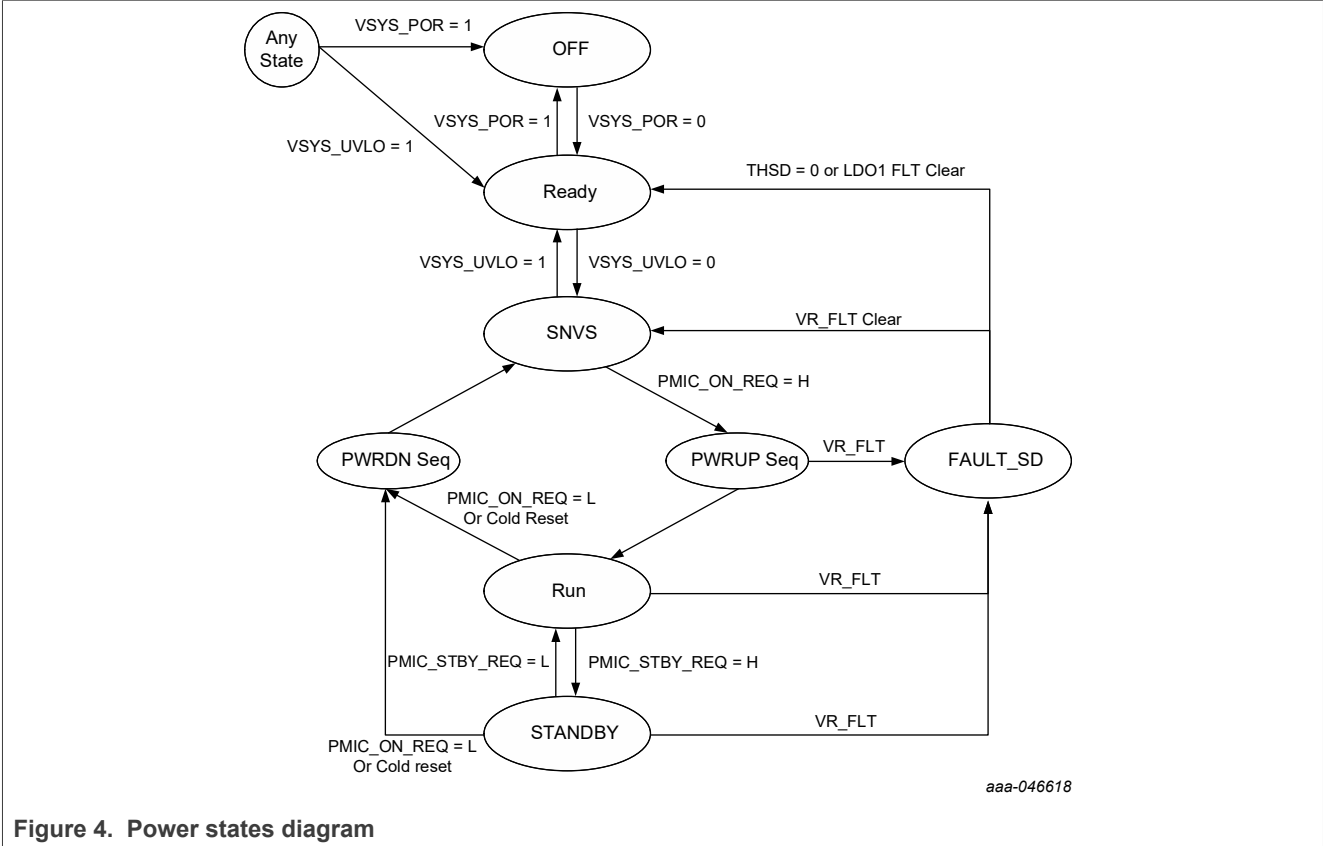 VSYS_POR = 1
Any
State
OFF
VSYS_POR = 1
VSYS_POR = 0
VSYS_UVLO = 1
THSD = 0 or LDO1 FLT Clear
Ready
VSYS_UVLO = 1
VSYS_UVLO = 0
VR_FLT Clear
SNVS
PMIC_ON_REQ = H
PWRDN Seq
PWRUP Seq
VR_FLT
FAULT_SD
PMIC_ON_REQ = L
Or Cold Reset
Run
VR_FLT
PMIC_STBY_REQ = L
PMIC_STBY_REQ = H
STANDBY
VR_FLT
PMIC_ON_REQ = L
Or Cold reset
aaa-046618
Figure 4. Power states diagram